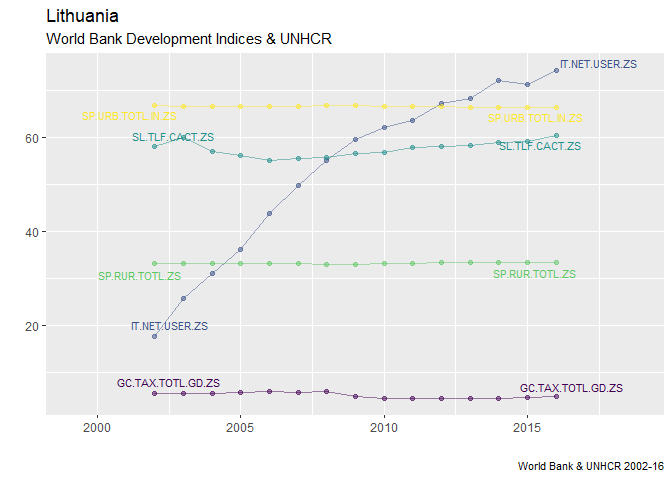 Lithuania
World Bank Development Indices & UNHCR
IT.NET.USER.ZS
SP.URB.TOTL.IN.ZS
SP.URB.TOTL.IN.ZS
60
SL.TLF.CACT.ZS
SL.TLF.CACT.ZS
40
SP.RUR.TOTL.ZS
SP.RUR.TOTL.ZS
20
IT.NET.USER.ZS
GC.TAX.TOTL.GD.ZS
GC.TAX.TOTL.GD.ZS
2000
2005
2010
2015
World Bank & UNHCR 2002-16